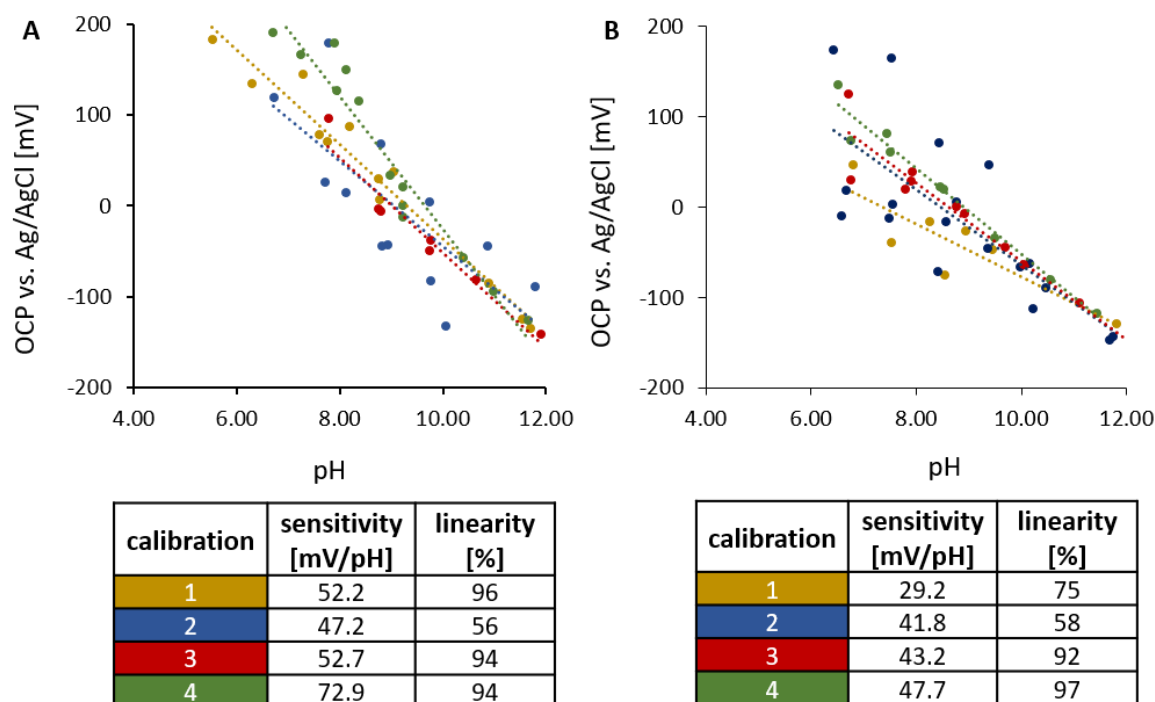 A
OCP vs. Ag/AgCl [mV]
200
100
0
-100
-200
4.00 6.00 8.00 10.00 12.00
pH
calibration sensitivity [mV/pH] linearity [%]
1 52.2 96
2 47.2 56
3 52.7 94
4 72.9 94
B
OCP vs. Ag/AgCl [mV]
200
100
0
-100
-200
4.00 6.00 8.00 10.00 12.00
pH
calibration sensitivity [mV/pH] linearity [%]
1 29.2 75
2 41.8 58
3 43.2 92
4 47.7 97